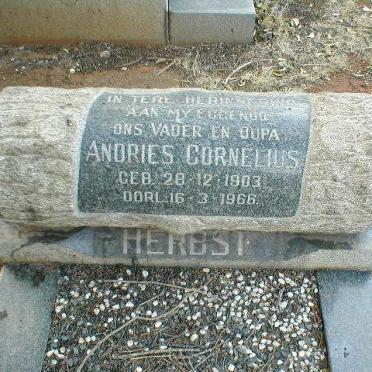 IN TERE HERINNERING
AAN MY EGGENOOT
ONS VADER EN OUPA
ANDRIES CORNELIUS
GEB. 28-12-1903
OORL. 16-3-1966.
HERBST